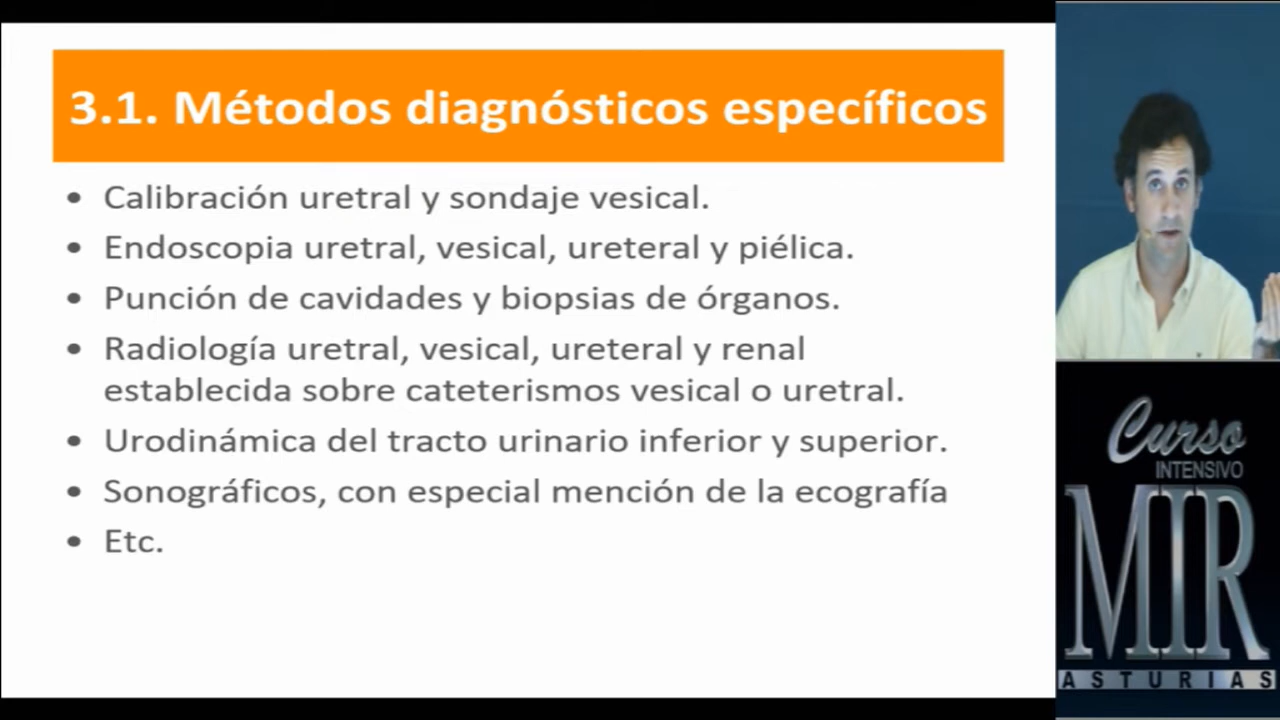 3.1. Métodos diagnósticos específicos
• Calibración uretral y sondaje vesical.
• Endoscopia uretral, vesical, ureteral y piélica.
• Punción de cavidades y biopsias de órganos.
• Radiología uretral, vesical, ureteral y renal
establecida sobre cateterismos vesical o uretral.
• Urodinámica del tracto urinario inferior y superior.
• Sonográficos, con especial mención de la ecografía
• Etc.
Curso
INTENSIVO
MIR
ASTURIAS